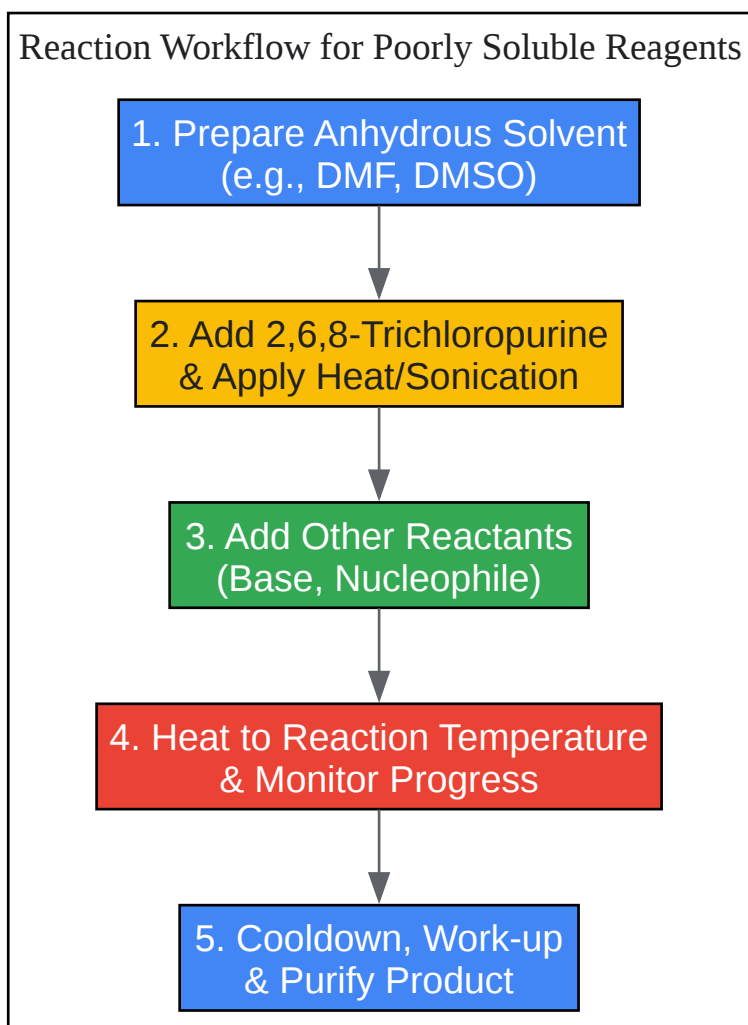 Reaction Workflow for Poorly Soluble Reagents
1. Prepare Anhydrous Solvent
(e.g., DMF, DMSO)
2. Add 2,6,8-Trichloropurine
& Apply Heat/Sonication
3. Add Other Reactants
(Base, Nucleophile)
4. Heat to Reaction Temperature
& Monitor Progress
5. Cooldown, Work-up
& Purify Product